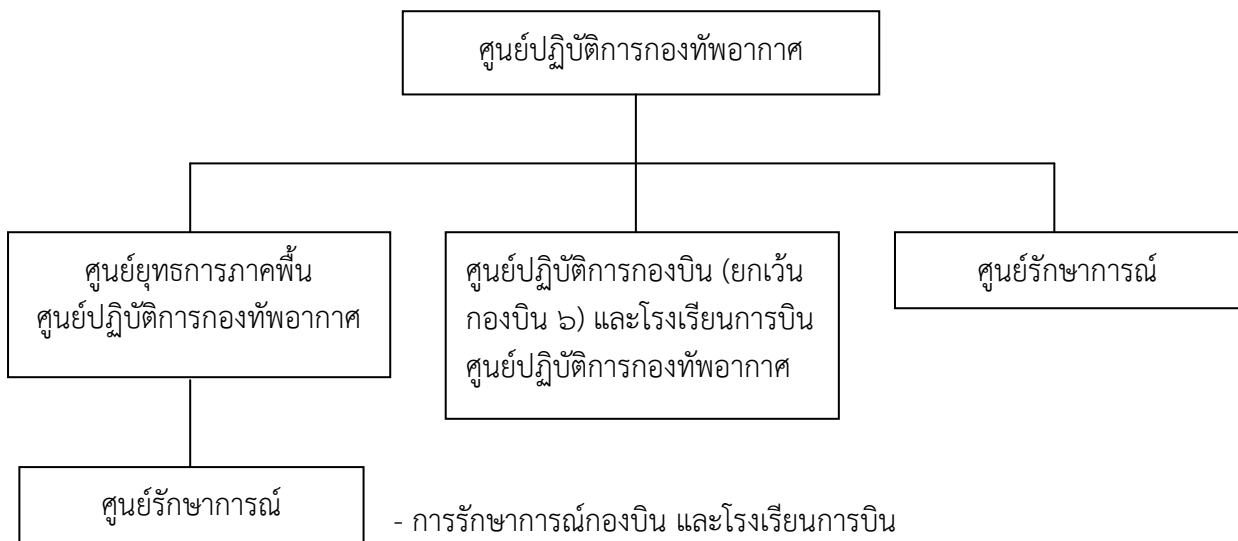 ศูนย์ปฏิบัติการกองทัพอากาศ
ศูนย์ยุทธการภาคพื้น
ศูนย์ปฏิบัติการกองทัพอากาศ
ศูนย์ปฏิบัติการกองบิน (ยกเว้น
กองบิน ๖) และโรงเรียนการบิน
ศูนย์ปฏิบัติการกองทัพอากาศ
ศูนย์รักษาการณ์
ศูนย์รักษาการณ์
- การรักษาการณ์กองบิน และโรงเรียนการบิน